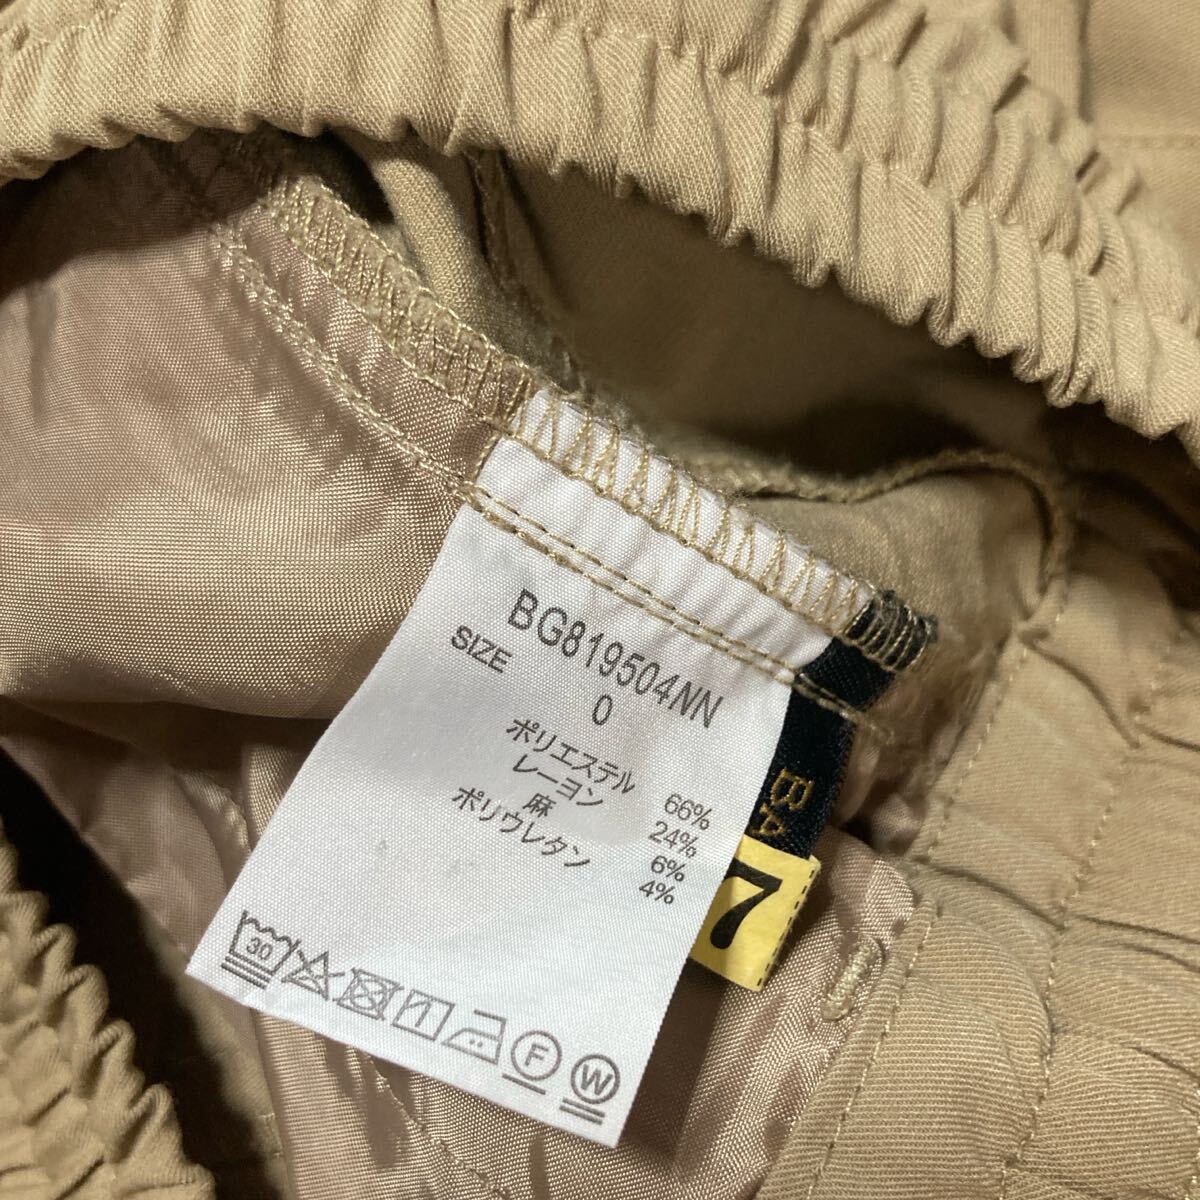 BG819504NN
SIZE 0
ポリエステル 66%
レーヨン 24%
麻 6%
ポリウレタン 4%
30
F
W
BA
7